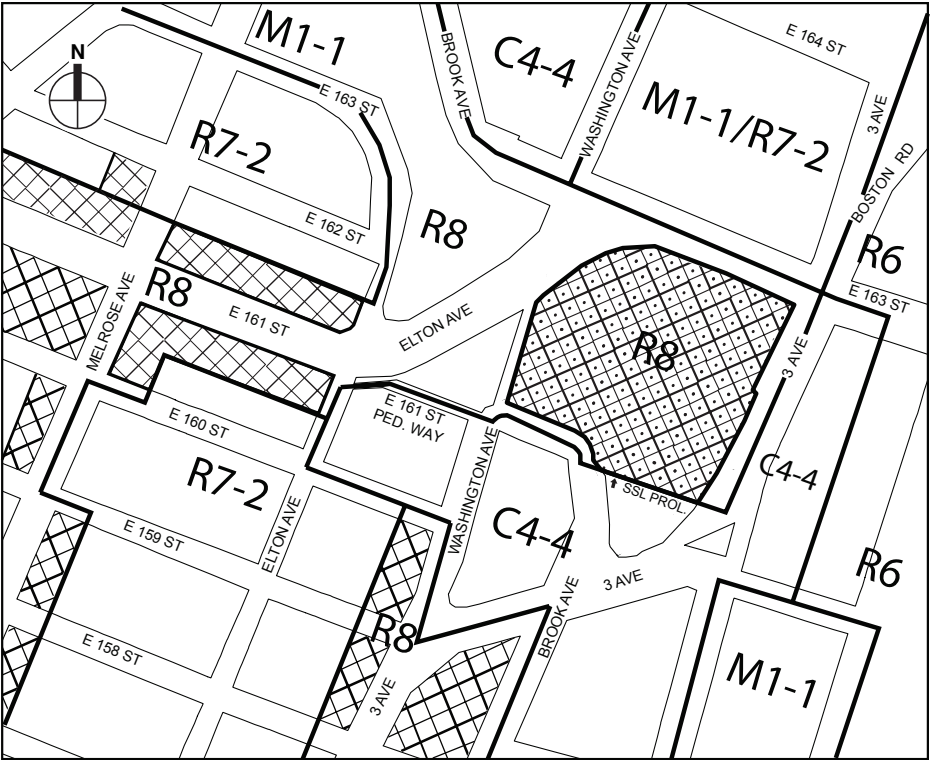 M1-1
C4-4
E 164 ST
N
BROOK AVE
WASHINGTON AVE
M1-1/R7-2
3 AVE
E 163 ST
R7-2
BOSTON RD
E 162 ST
R8
R6
R8
MELROSE AVE
E 161 ST
ELTON AVE
E 163 ST
R8
3 AVE
E 161 ST
PED. WAY
E 160 ST
WASHINGTON AVE
C4-4
R7-2
SSL PROL.
C4-4
ELTON AVE
E 159 ST
R6
3 AVE
BROOK AVE
R8
E 158 ST
3 AVE
M1-1